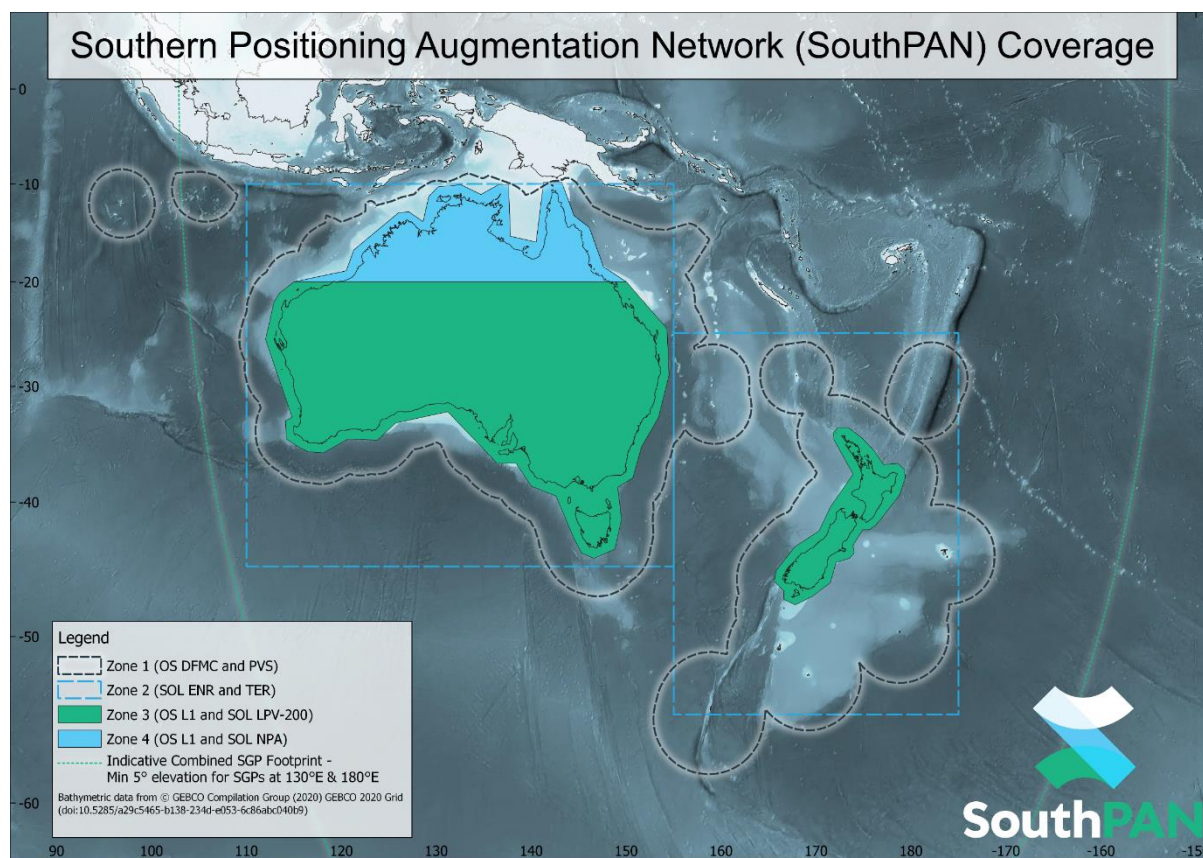 Southern Positioning Augmentation Network (SouthPAN) Coverage
0
-10
-20
-30
-40
-50
-60
Legend
Zone 1 (OS DFMC and PVS)
Zone 2 (SOL ENR and TER)
Zone 3 (OS L1 and SOL LPV-200)
Zone 4 (OS L1 and SOL NPA)
Indicative Combined SGP Footprint -
Min 5° elevation for SGPs at 130°E & 180°E
Bathymetric data from © GEBCO Compilation Group (2020) GEBCO 2020 Grid
(doi:10.5285/a29c5465-b138-234d-e053-6c86abc040b9)
SouthPAN
90 100 110 120 130 140 150 160 170 180 -170 -160 -150